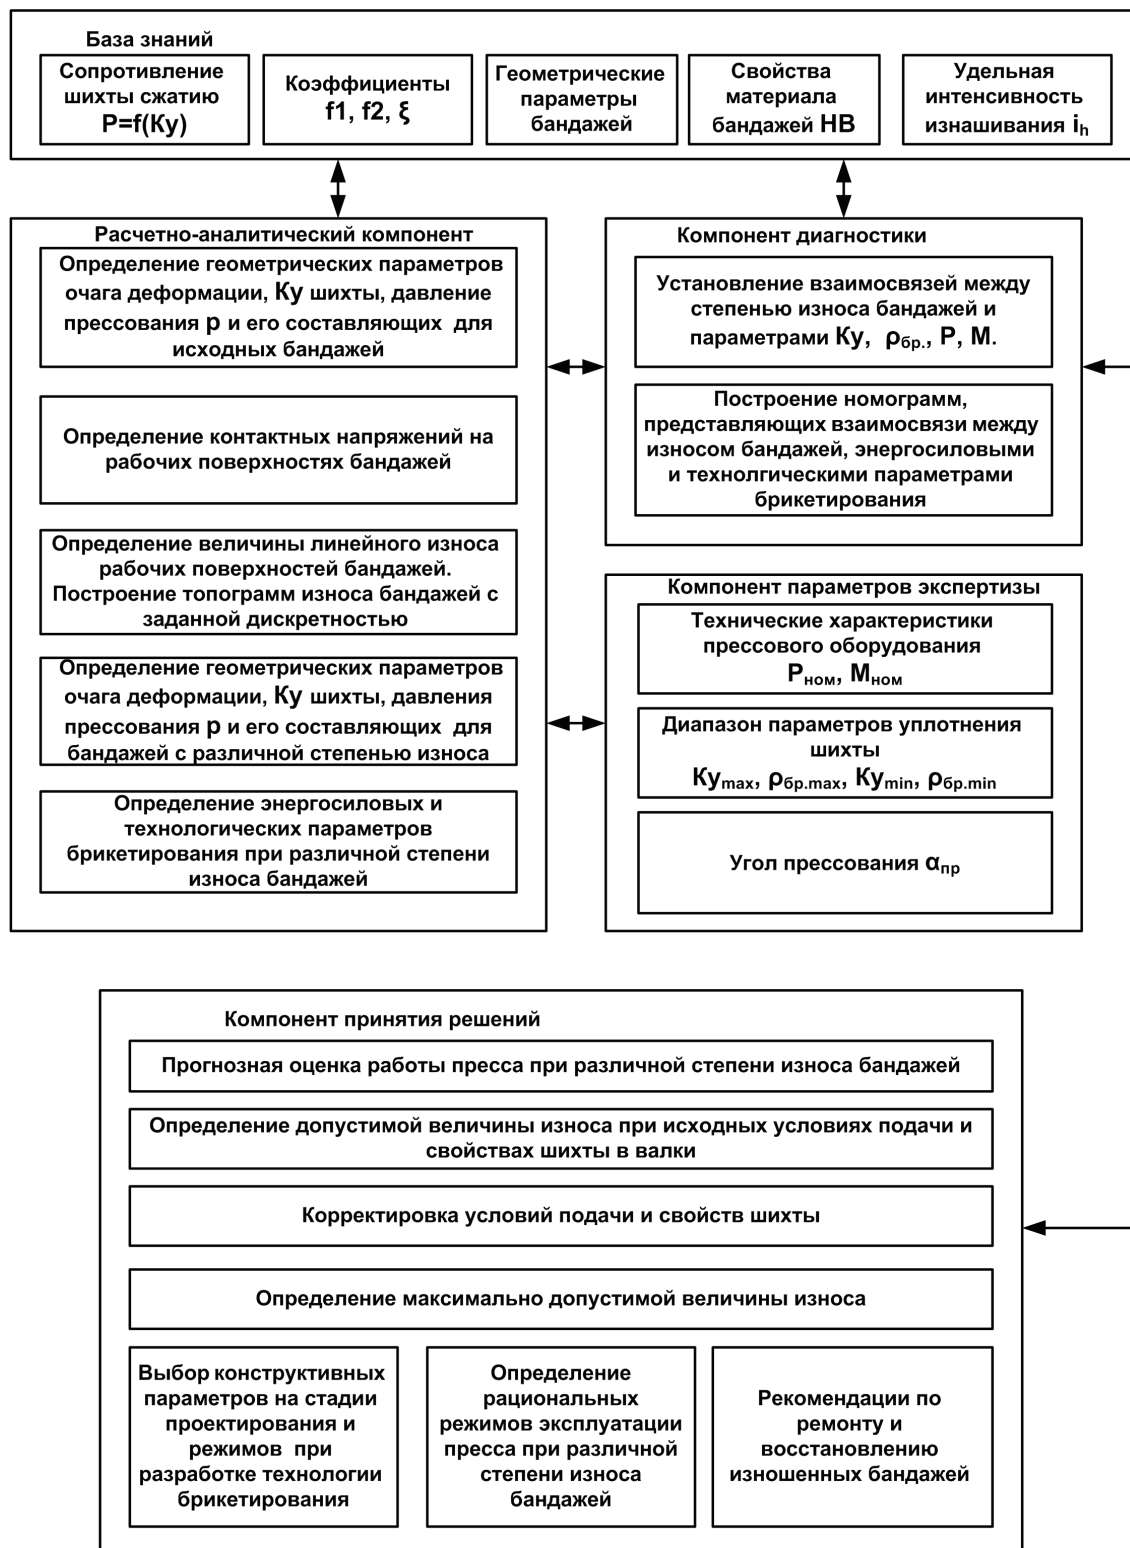 База знаний
Сопротивление
шихты сжатию
P=f(Ку)
Коэффициенты
f1, f2, ξ
Геометрические
параметры
бандажей
Свойства
материала
бандажей НВ
Удельная
интенсивность
изнашивания iₕ
Расчетно-аналитический компонент
Определение геометрических параметров
очага деформации, Ку шихты, давление
прессования р и его составляющих для
исходных бандажей
Определение контактных напряжений на
рабочих поверхностях бандажей
Определение величины линейного износа
рабочих поверхностей бандажей.
Построение топограмм износа бандажей с
заданной дискретностью
Определение геометрических параметров
очага деформации, Ку шихты, давления
прессования р и его составляющих для
бандажей с различной степенью износа
Определение энергосиловых и
технологических параметров
брикетирования при различной степени
износа бандажей
Компонент диагностики
Установление взаимосвязей между
степенью износа бандажей и
параметрами Ку, ρбр., Р, М.
Построение номограмм,
представляющих взаимосвязи между
износом бандажей, энергосиловыми
и технолгическими параметрами
брикетирования
Компонент параметров экспертизы
Технические характеристики
прессового оборудования
Рном, Мном
Диапазон параметров уплотнения
шихты
Куmax, ρбр.max, Куmin, ρбр.min
Угол прессования αпр
Компонент принятия решений
Прогнозная оценка работы пресса при различной степени износа бандажей
Определение допустимой величины износа при исходных условиях подачи и
свойствах шихты в валки
Корректировка условий подачи и свойств шихты
Определение максимально допустимой величины износа
Выбор конструктивных
параметров на стадии
проектирования и
режимов при
разработке технологии
брикетирования
Определение
рациональных
режимов эксплуатации
пресса при различной
степени износа
бандажей
Рекомендации по
ремонту и
восстановлению
изношенных бандажей